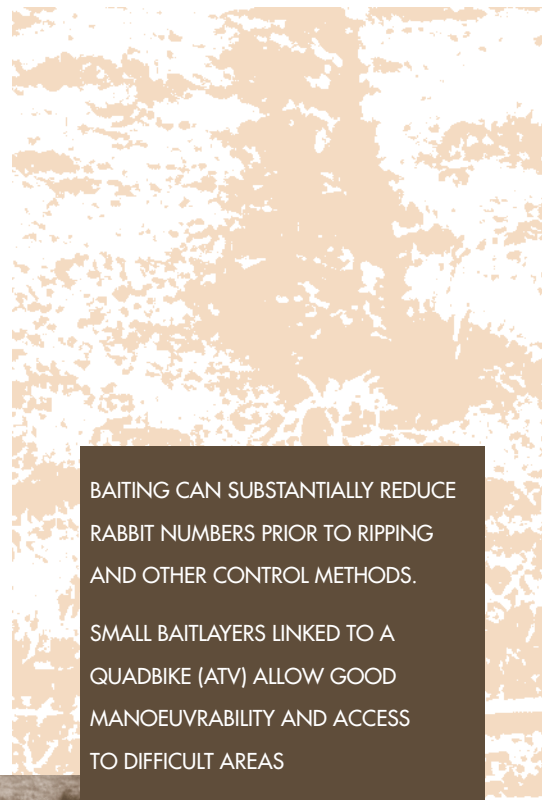 BAITING CAN SUBSTANTIALLY REDUCE
RABBIT NUMBERS PRIOR TO RIPPING
AND OTHER CONTROL METHODS.
SMALL BAITLAYERS LINKED TO A
QUADBIKE (ATV) ALLOW GOOD
MANOEUVRABILITY AND ACCESS
TO DIFFICULT AREAS